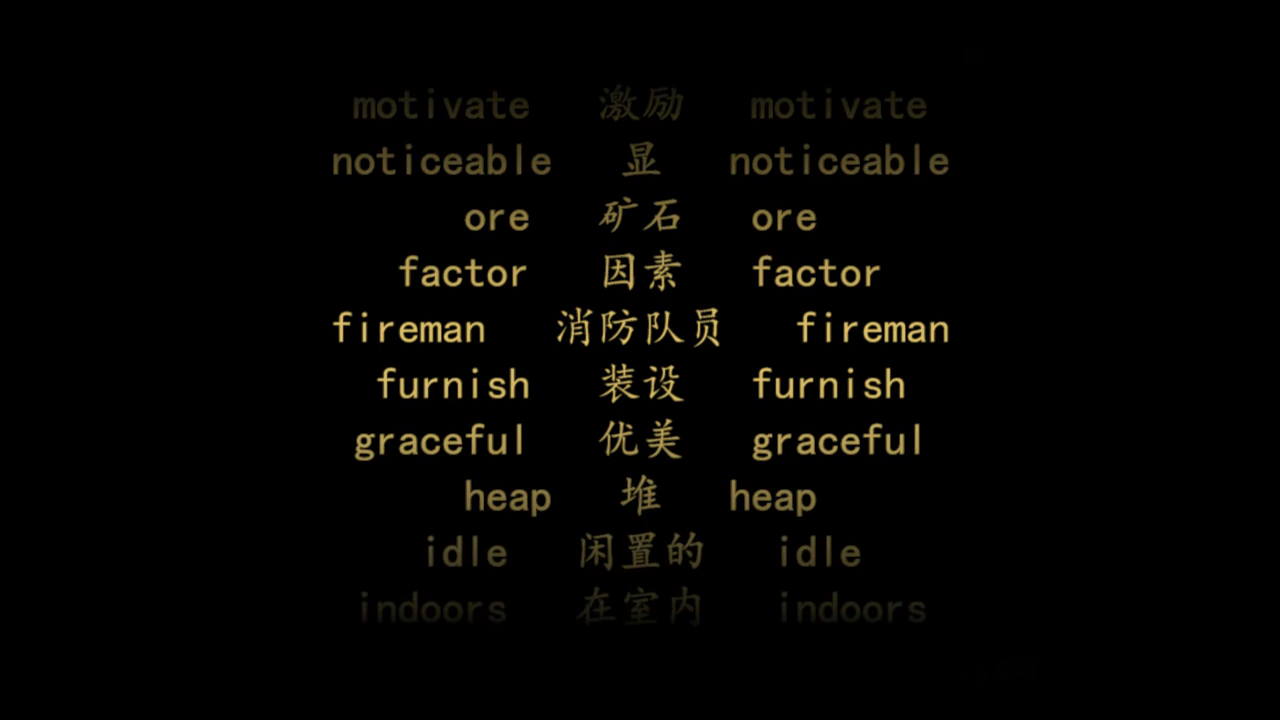 motivate 激励 motivate
noticeable 显 noticeable
ore 矿石 ore
factor 因素 factor
fireman 消防队员 fireman
furnish 装设 furnish
graceful 优美 graceful
heap 堆 heap
idle 闲置的 idle
indoors 在室内 indoors